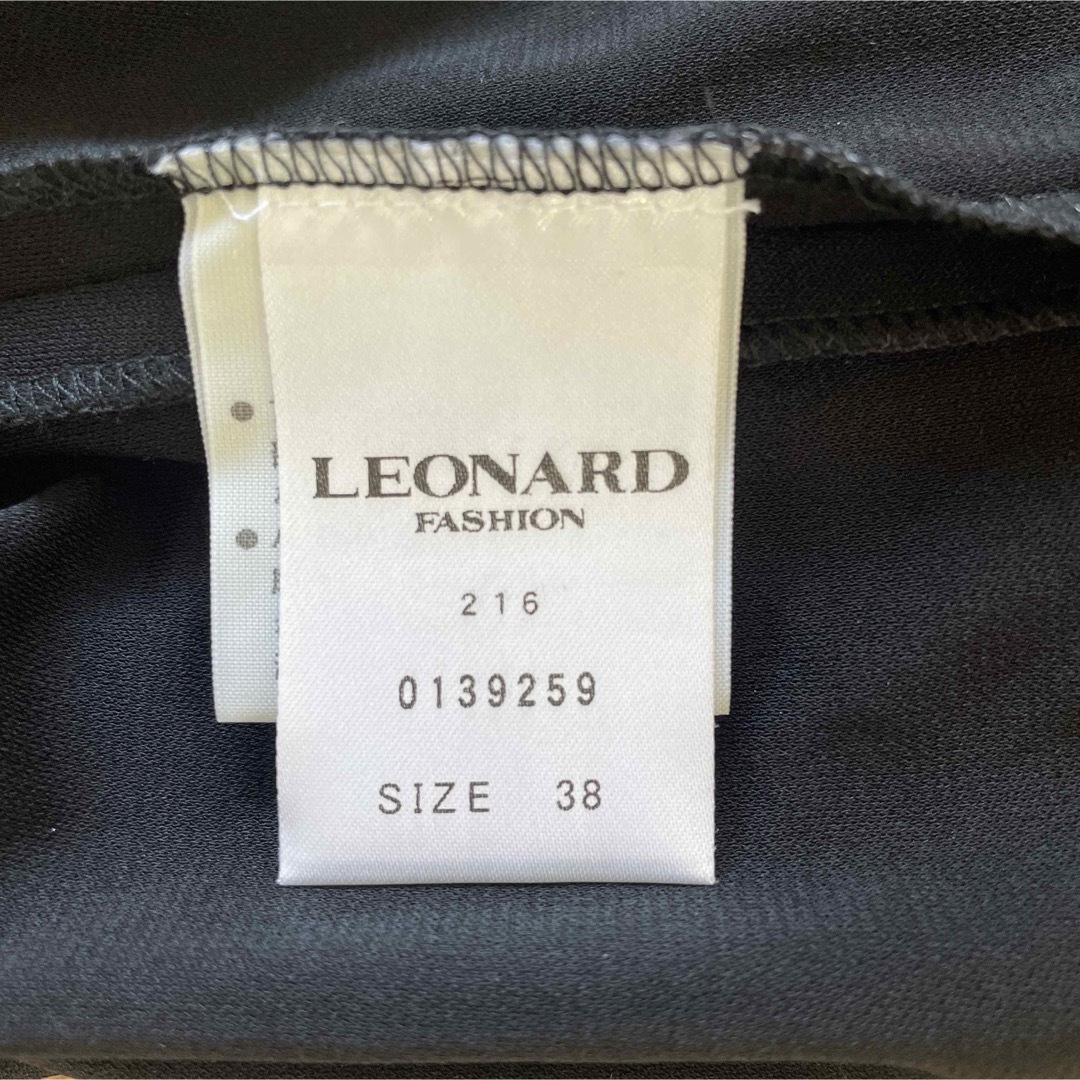 LEONARD
FASHION
216
0139259
SIZE 38